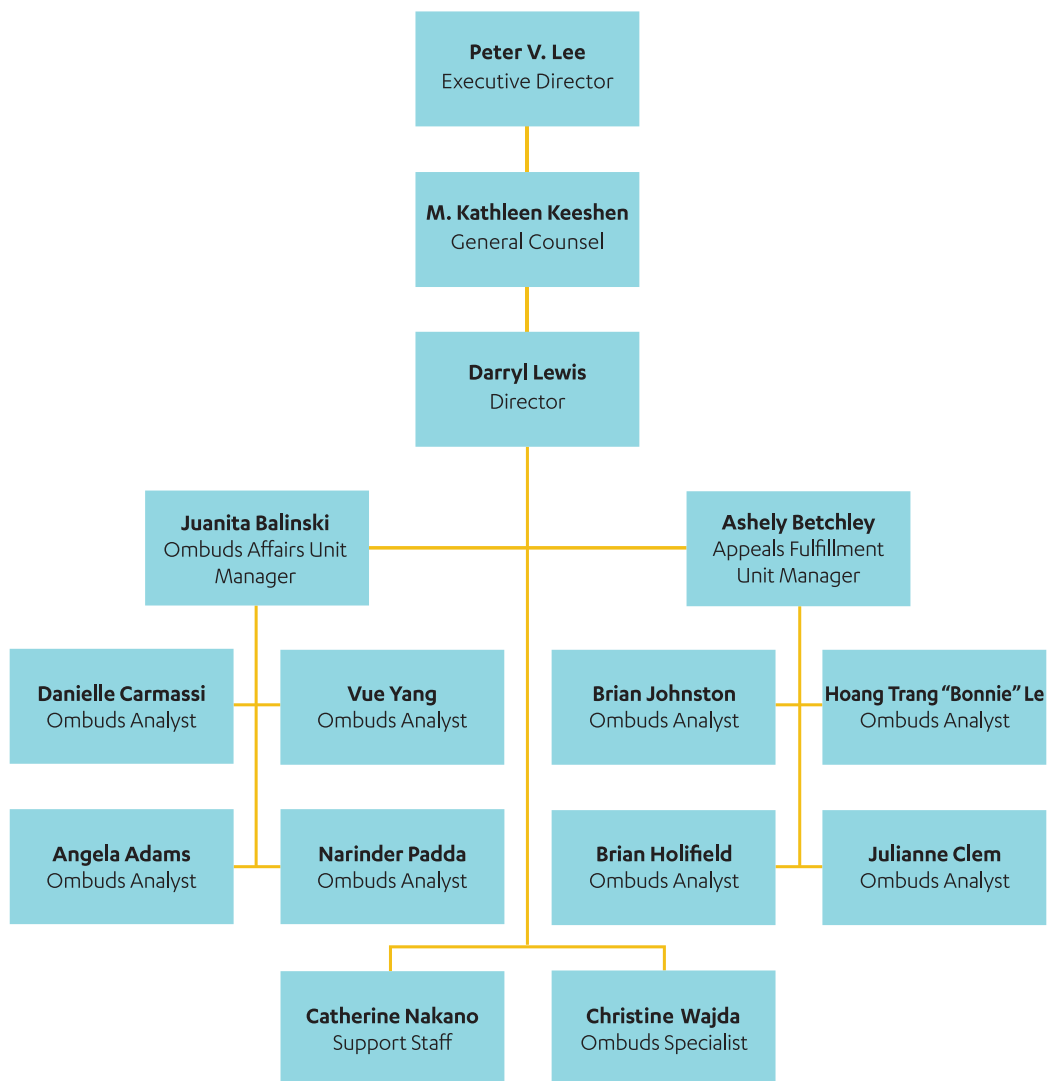 Peter V. Lee
Executive Director
M. Kathleen Keeshen
General Counsel
Darryl Lewis
Director
Juanita Balinski
Ombuds Affairs Unit
Manager
Ashely Betchley
Appeals Fulfillment
Unit Manager
Danielle Carmassi
Ombuds Analyst
Vue Yang
Ombuds Analyst
Brian Johnston
Ombuds Analyst
Hoang Trang “Bonnie” Le
Ombuds Analyst
Angela Adams
Ombuds Analyst
Narinder Padda
Ombuds Analyst
Brian Holifield
Ombuds Analyst
Julianne Clem
Ombuds Analyst
Catherine Nakano
Support Staff
Christine Wajda
Ombuds Specialist